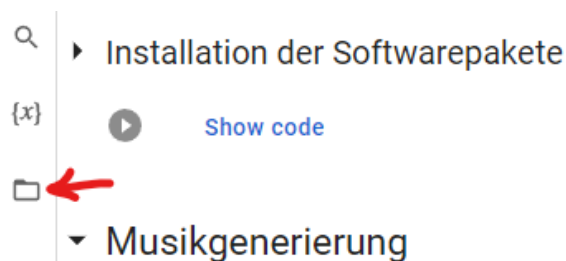 Installation der Softwarepakete
{x}
Show code
Musikgenerierung